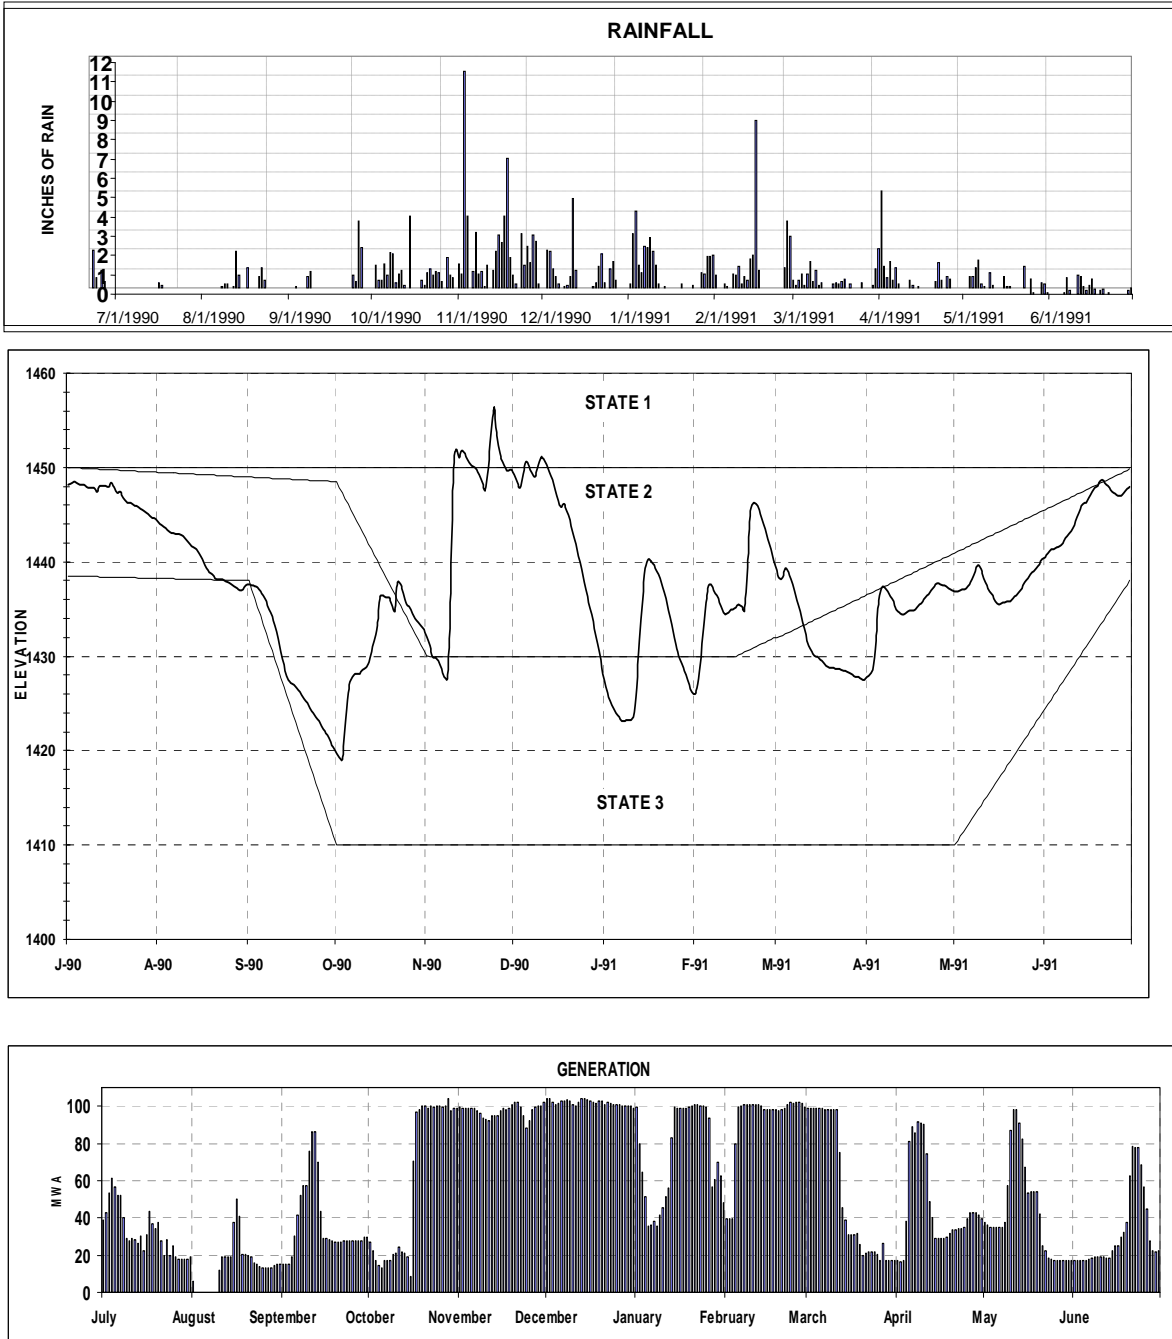 RAINFALL
INCHES OF RAIN
12
11
10
9
8
7
6
5
4
3
2
1
0
7/1/1990 8/1/1990 9/1/1990 10/1/1990 11/1/1990 12/1/1990 1/1/1991 2/1/1991 3/1/1991 4/1/1991 5/1/1991 6/1/1991
ELEVATION
1460
STATE 1
1450
STATE 2
1440
1430
1420
STATE 3
1410
1400
J-90 A-90 S-90 O-90 N-90 D-90 J-91 F-91 M-91 A-91 M-91 J-91
GENERATION
MWA
100
80
60
40
20
0
July August September October November December January February March April May June